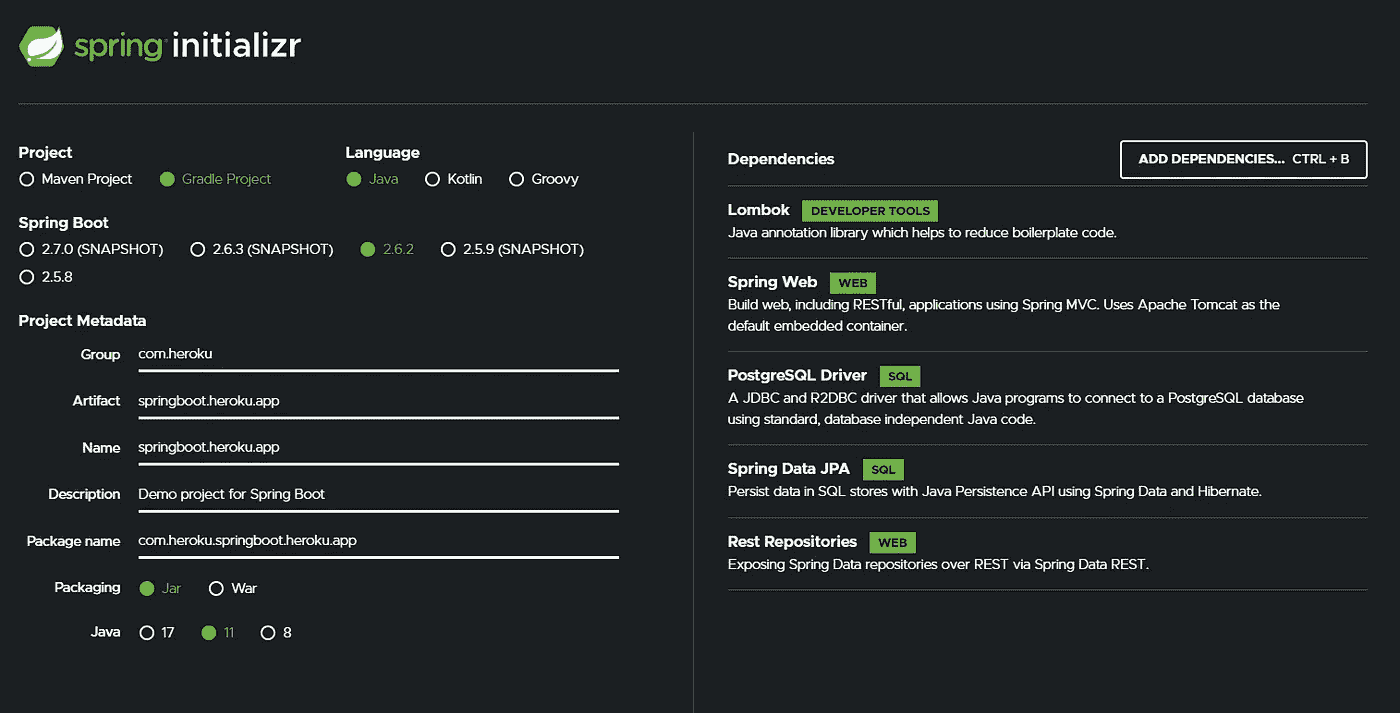 spring initializr
Project
Maven Project Gradle Project
Language
Java Kotlin Groovy
Spring Boot
2.7.0 (SNAPSHOT) 2.6.3 (SNAPSHOT) 2.6.2 2.5.9 (SNAPSHOT)
2.5.8
Project Metadata
Group com.heroku
Artifact springboot.heroku.app
Name springboot.heroku.app
Description Demo project for Spring Boot
Package name com.heroku.springboot.heroku.app
Packaging Jar War
Java 17 11 8
Dependencies
ADD DEPENDENCIES... CTRL + B
Lombok DEVELOPER TOOLS
Java annotation library which helps to reduce boilerplate code.
Spring Web WEB
Build web, including RESTful, applications using Spring MVC. Uses Apache Tomcat as the
default embedded container.
PostgreSQL Driver SQL
A JDBC and R2DBC driver that allows Java programs to connect to a PostgreSQL database
using standard, database independent Java code.
Spring Data JPA SQL
Persist data in SQL stores with Java Persistence API using Spring Data and Hibernate.
Rest Repositories WEB
Exposing Spring Data repositories over REST via Spring Data REST.